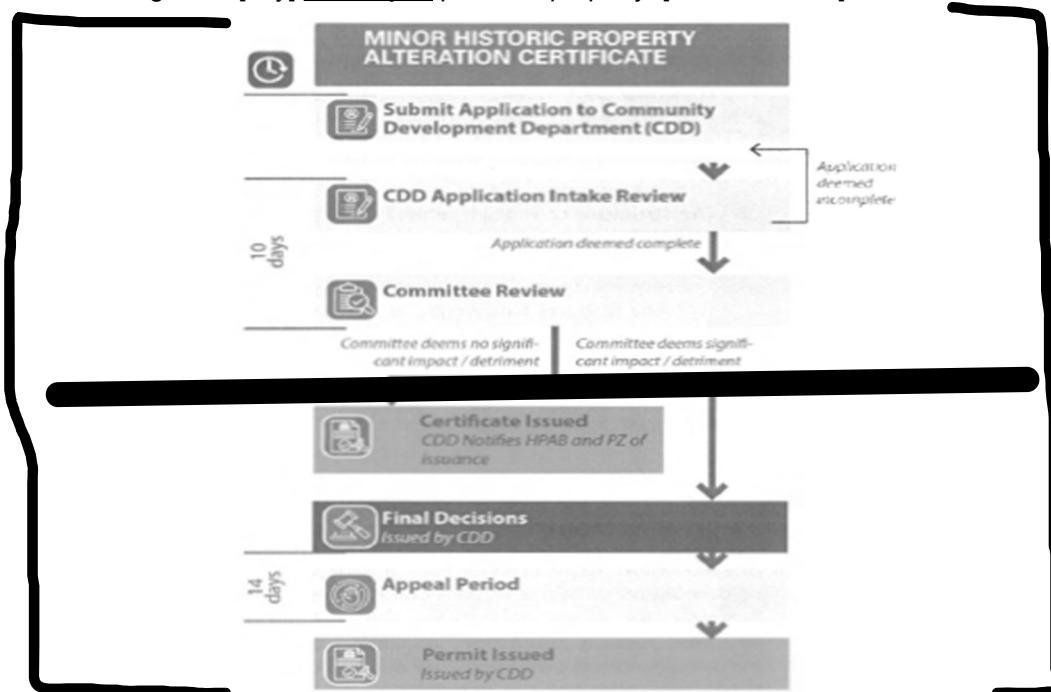 MINOR HISTORIC PROPERTY
ALTERATION CERTIFICATE
Submit Application to Community
Development Department (CDD)
Application
deemed
incomplete
CDD Application Intake Review
10
days
Application deemed complete
Committee Review
Committee deems no signifi-
cant impact / detriment
Committee deems signifi-
cant impact / detriment
Certificate Issued
CDD Notifies HPAB and PZ of
issuance
Final Decisions
Issued by CDD
14
days
Appeal Period
Permit Issued
Issued by CDD